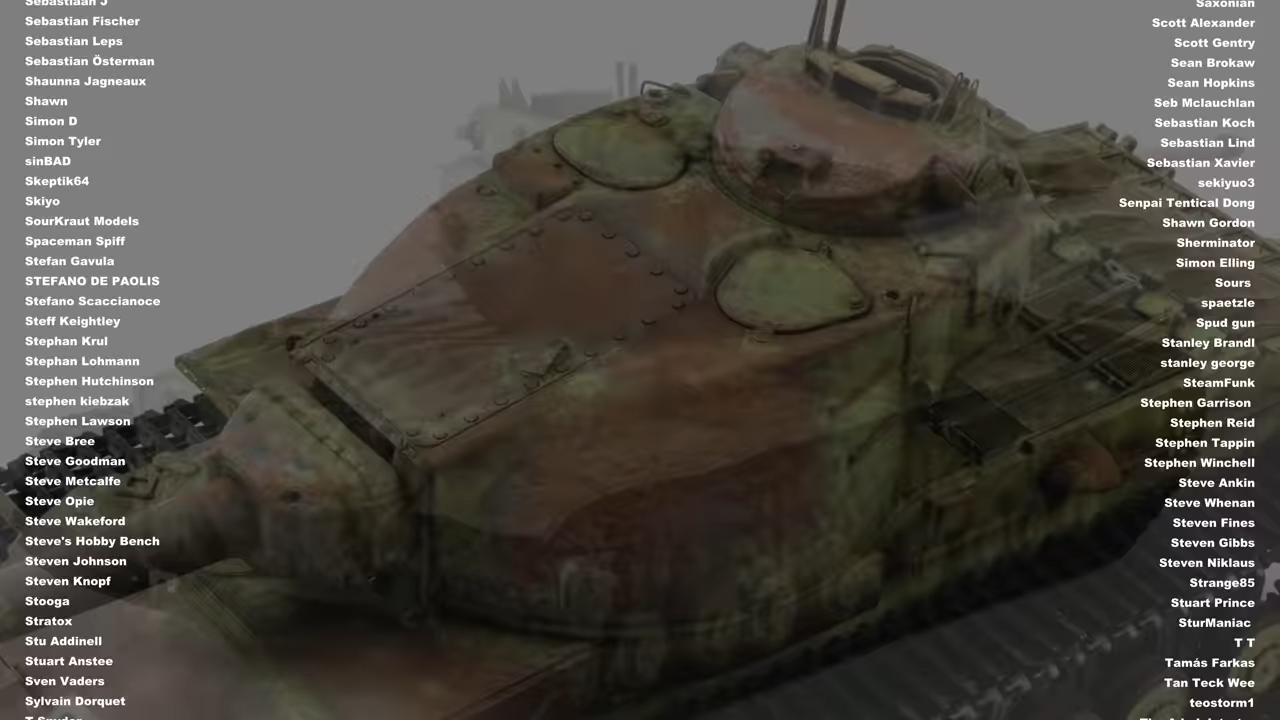 Sebastiaan J
Sebastian Fischer
Sebastian Leps
Sebastian Österman
Shaunna Jagneaux
Shawn
Simon D
Simon Tyler
sinBAD
Skeptik64
Skiyo
SourKraut Models
Spaceman Spiff
Stefan Gavula
STEFANO DE PAOLIS
Stefano Scaccianoce
Steff Keightley
Stephan Krul
Stephan Lohmann
Stephen Hutchinson
stephen kiebzak
Stephen Lawson
Steve Bree
Steve Goodman
Steve Metcalfe
Steve Opie
Steve Wakeford
Steve's Hobby Bench
Steven Johnson
Steven Knopf
Stooga
Stratox
Stu Addinell
Stuart Anstee
Sven Vaders
Sylvain Dorquet
T Snyder
Saxonian
Scott Alexander
Scott Gentry
Sean Brokaw
Sean Hopkins
Seb Mclauchlan
Sebastian Koch
Sebastian Lind
Sebastian Xavier
sekiyuo3
Senpai Tentical Dong
Shawn Gordon
Sherminator
Simon Elling
Sours
spaetzle
Spud gun
Stanley Brandl
stanley george
SteamFunk
Stephen Garrison
Stephen Reid
Stephen Tappin
Stephen Winchell
Steve Ankin
Steve Whenan
Steven Fines
Steven Gibbs
Steven Niklaus
Strange85
Stuart Prince
SturManiac
T T
Tamás Farkas
Tan Teck Wee
teostorm1